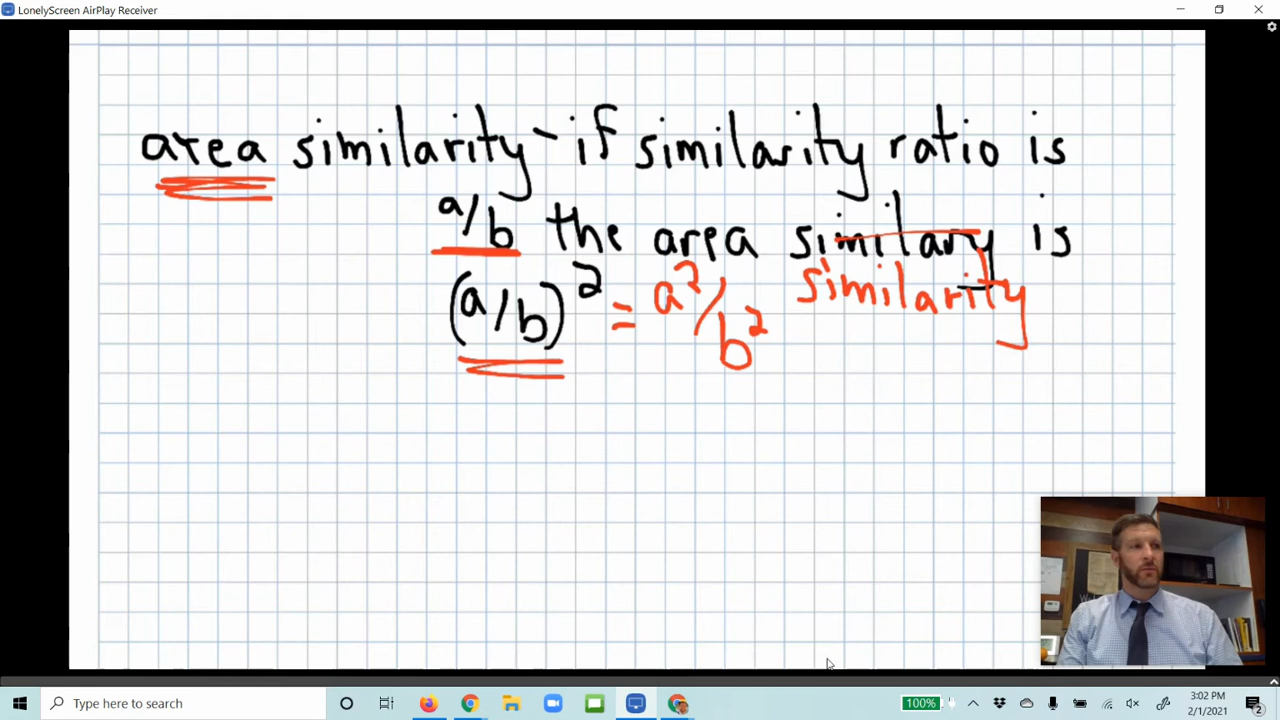 LonelyScreen AirPlay Receiver
area similarity - if similarity ratio is
a/b the area similary is
similarity
(a/b)² = a²/b²
Type here to search
100%
3:02 PM
2/1/2021
2